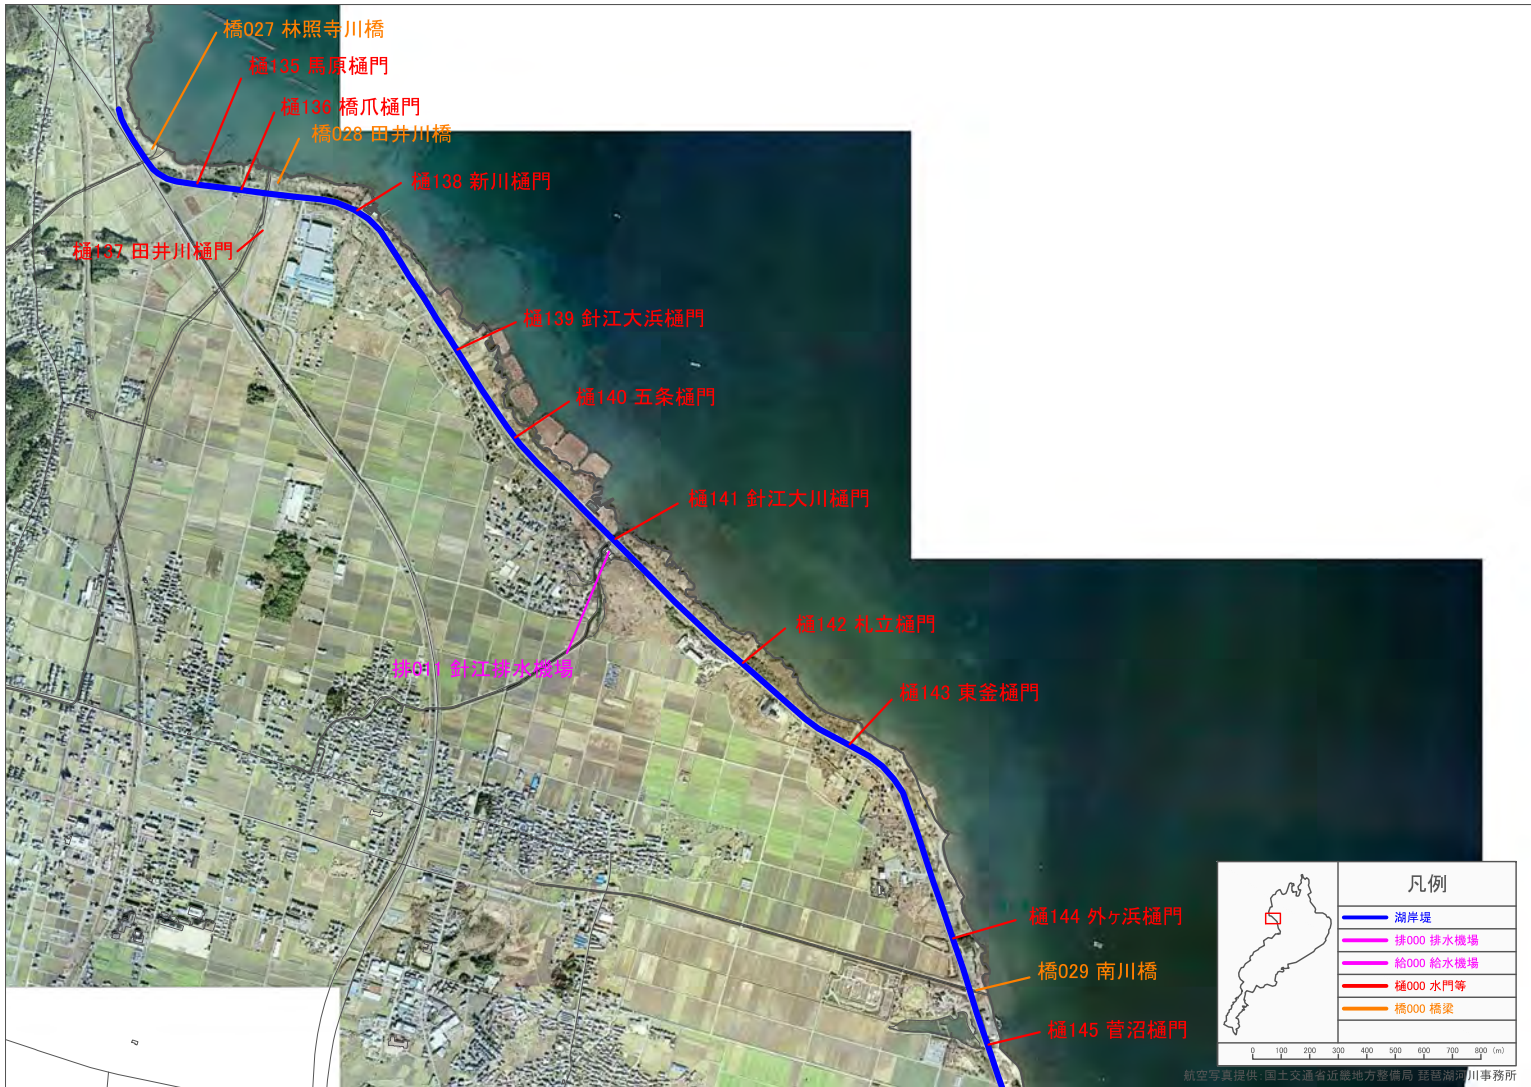 橋027 林照寺川橋
樋135 馬原樋門
樋136 橋爪樋門
橋028 田井川橋
樋138 新川樋門
樋137 田井川樋門
樋139 針江大浜樋門
樋140 五条樋門
樋141 針江大川樋門
樋142 札立樋門
排011 針江排水機場
樋143 東釜樋門
樋144 外ヶ浜樋門
橋029 南川橋
樋145 菅沼樋門
凡例
湖岸堤
排000 排水機場
給000 給水機場
樋000 水門等
橋000 橋梁
0 100 200 300 400 500 600 700 800 (m)
航空写真提供:国土交通省近畿地方整備局 琵琶湖河川事務所